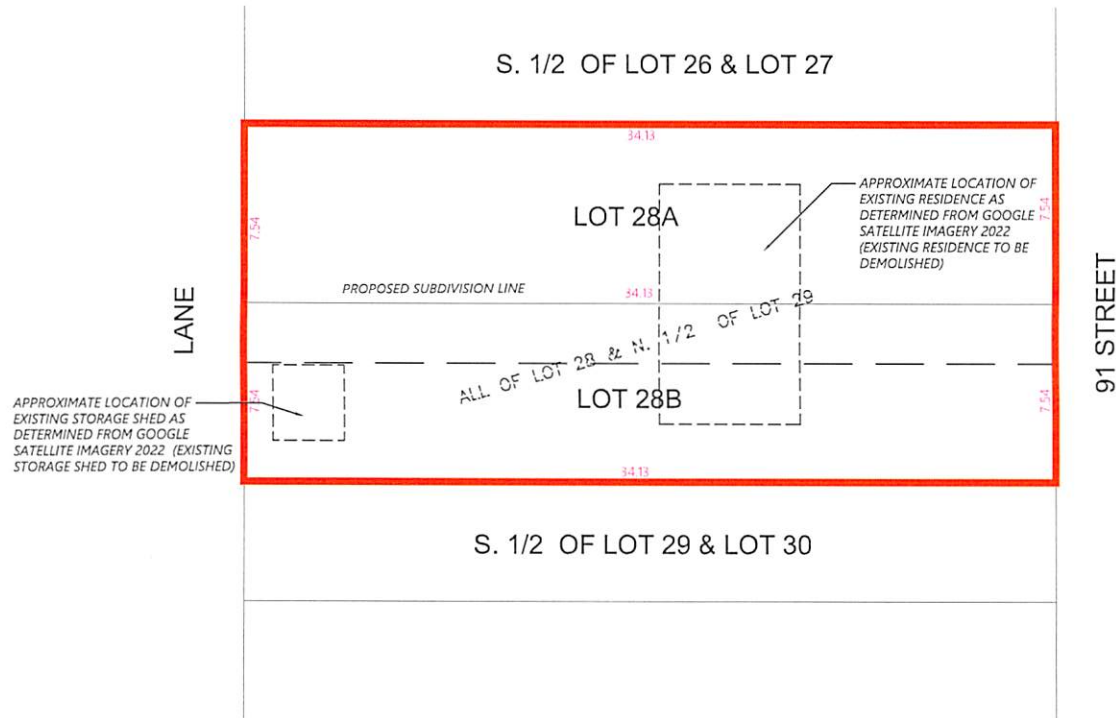 S. 1/2 OF LOT 26 & LOT 27
34.13
APPROXIMATE LOCATION OF
EXISTING RESIDENCE AS
DETERMINED FROM GOOGLE
SATELLITE IMAGERY 2022
(EXISTING RESIDENCE TO BE
DEMOLISHED)
LOT 28A
7.54
7.54
PROPOSED SUBDIVISION LINE
34.13
LANE
91 STREET
ALL OF LOT 28 & N. 1/2 OF LOT 29
LOT 28B
7.54
7.54
APPROXIMATE LOCATION OF
EXISTING STORAGE SHED AS
DETERMINED FROM GOOGLE
SATELLITE IMAGERY 2022 (EXISTING
STORAGE SHED TO BE DEMOLISHED)
34.13
S. 1/2 OF LOT 29 & LOT 30